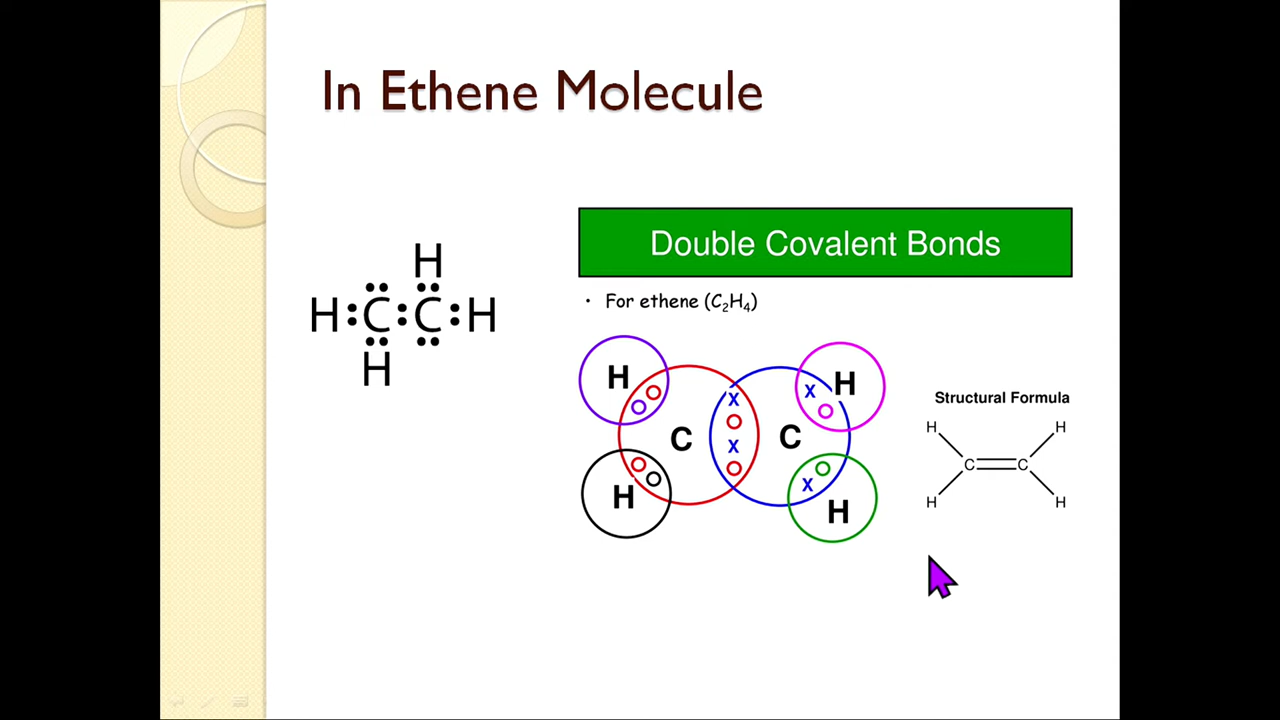 In Ethene Molecule
H
H:C:C:H
H
Double Covalent Bonds
• For ethene (C₂H₄)
H H
x x
C C
x
x
H H
Structural Formula
H H
C C
H H